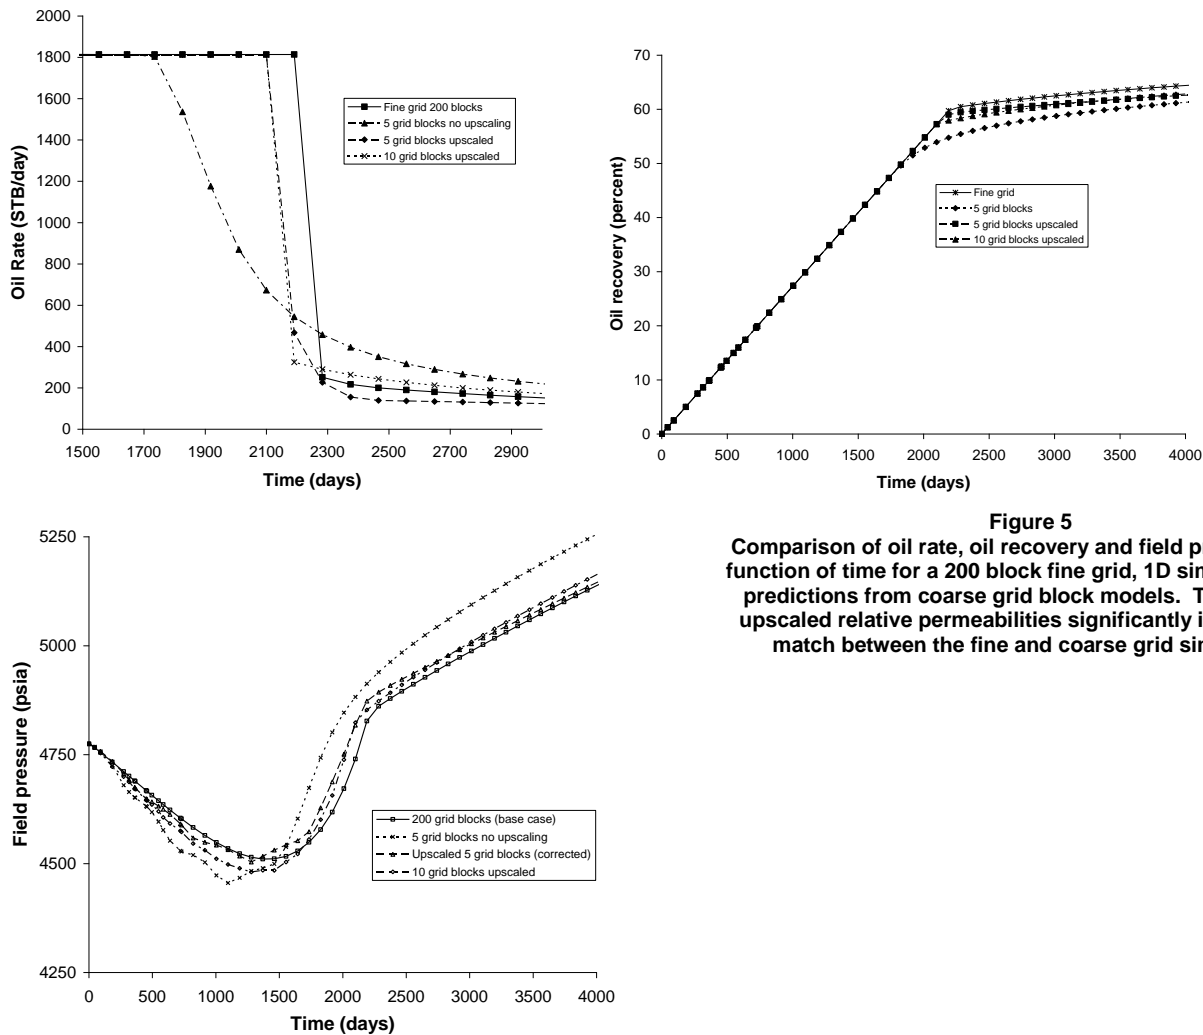 2000
1800
1600
1400
1200
1000
800
600
400
200
0
Oil Rate (STB/day)
1500 1700 1900 2100 2300 2500 2700 2900
Time (days)
Fine grid 200 blocks
5 grid blocks no upscaling
5 grid blocks upscaled
10 grid blocks upscaled
70
60
50
40
30
20
10
0
Oil recovery (percent)
0 500 1000 1500 2000 2500 3000 3500 4000
Time (days)
Fine grid
5 grid blocks
5 grid blocks upscaled
10 grid blocks upscaled
Figure 5
Comparison of oil rate, oil recovery and field p
function of time for a 200 block fine grid, 1D sim
predictions from coarse grid block models. T
upscaled relative permeabilities significantly i
match between the fine and coarse grid sim
5250
5000
4750
4500
4250
Field pressure (psia)
0 500 1000 1500 2000 2500 3000 3500 4000
Time (days)
200 grid blocks (base case)
5 grid blocks no upscaling
Upscaled 5 grid blocks (corrected)
10 grid blocks upscaled